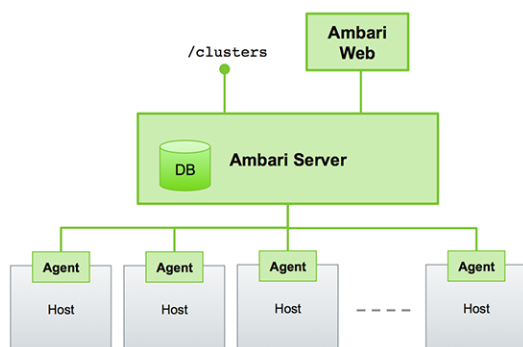 Ambari
Web
/clusters
DB
Ambari Server
Agent
Agent
Agent
Agent
Host
Host
Host
Host